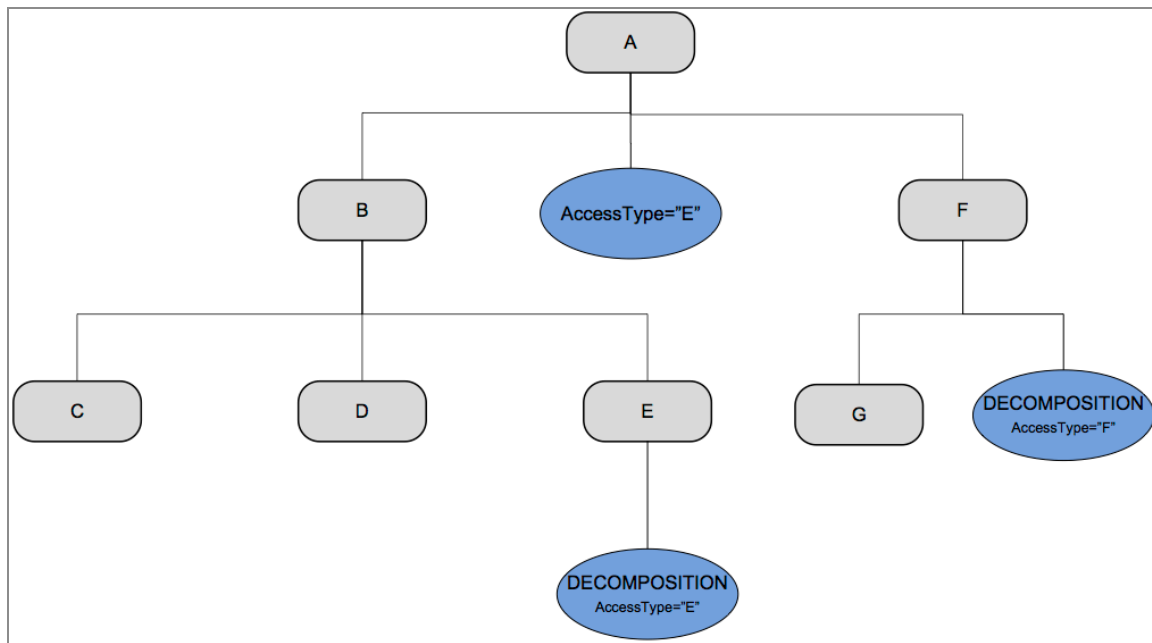 A
B
AccessType="E"
F
C
D
E
G
DECOMPOSITION
AccessType="F"
DECOMPOSITION
AccessType="E"